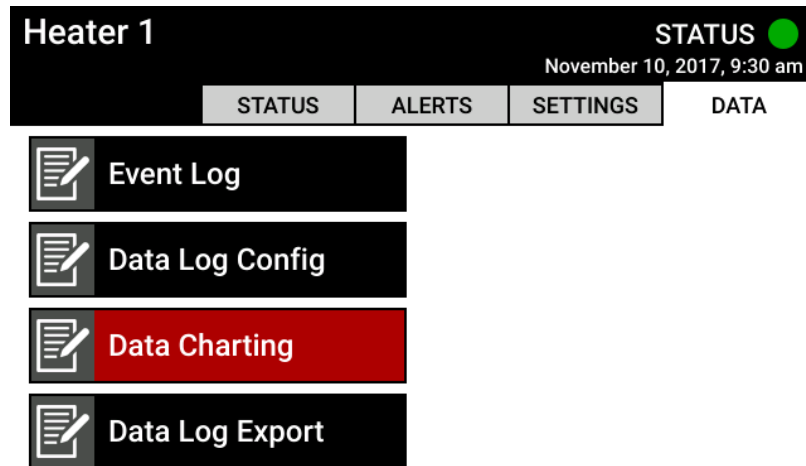 Heater 1
STATUS
November 10, 2017, 9:30 am
STATUS ALERTS SETTINGS DATA
Event Log
Data Log Config
Data Charting
Data Log Export